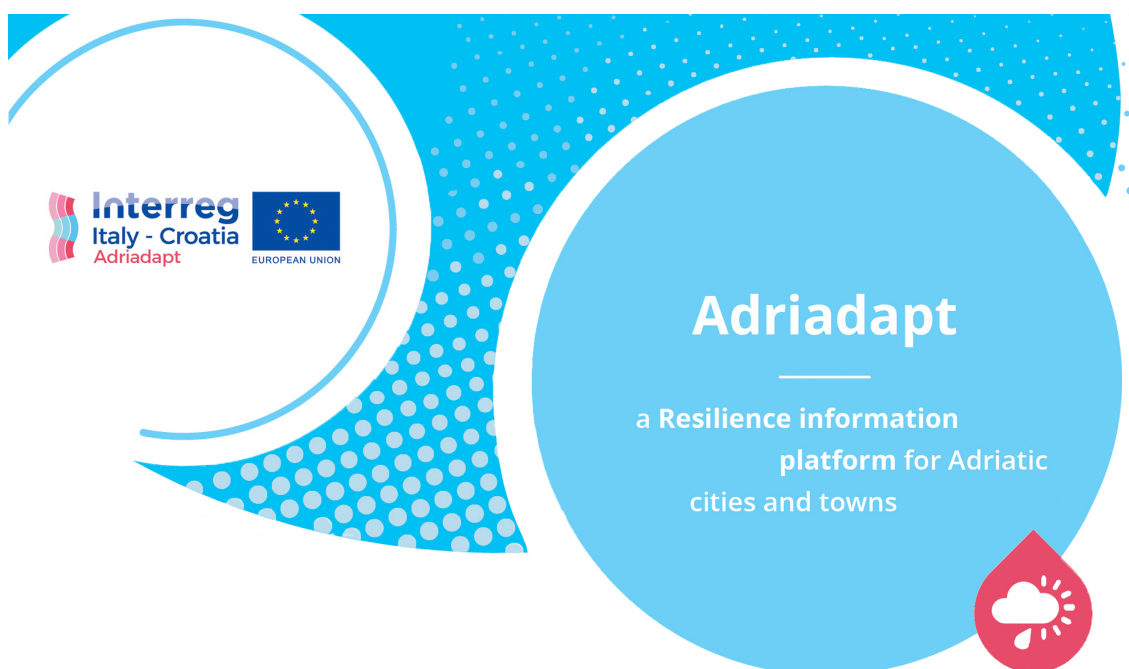 Interreg
Italy - Croatia
Adriadapt
EUROPEAN UNION
Adriadapt
a Resilience information
platform for Adriatic
cities and towns